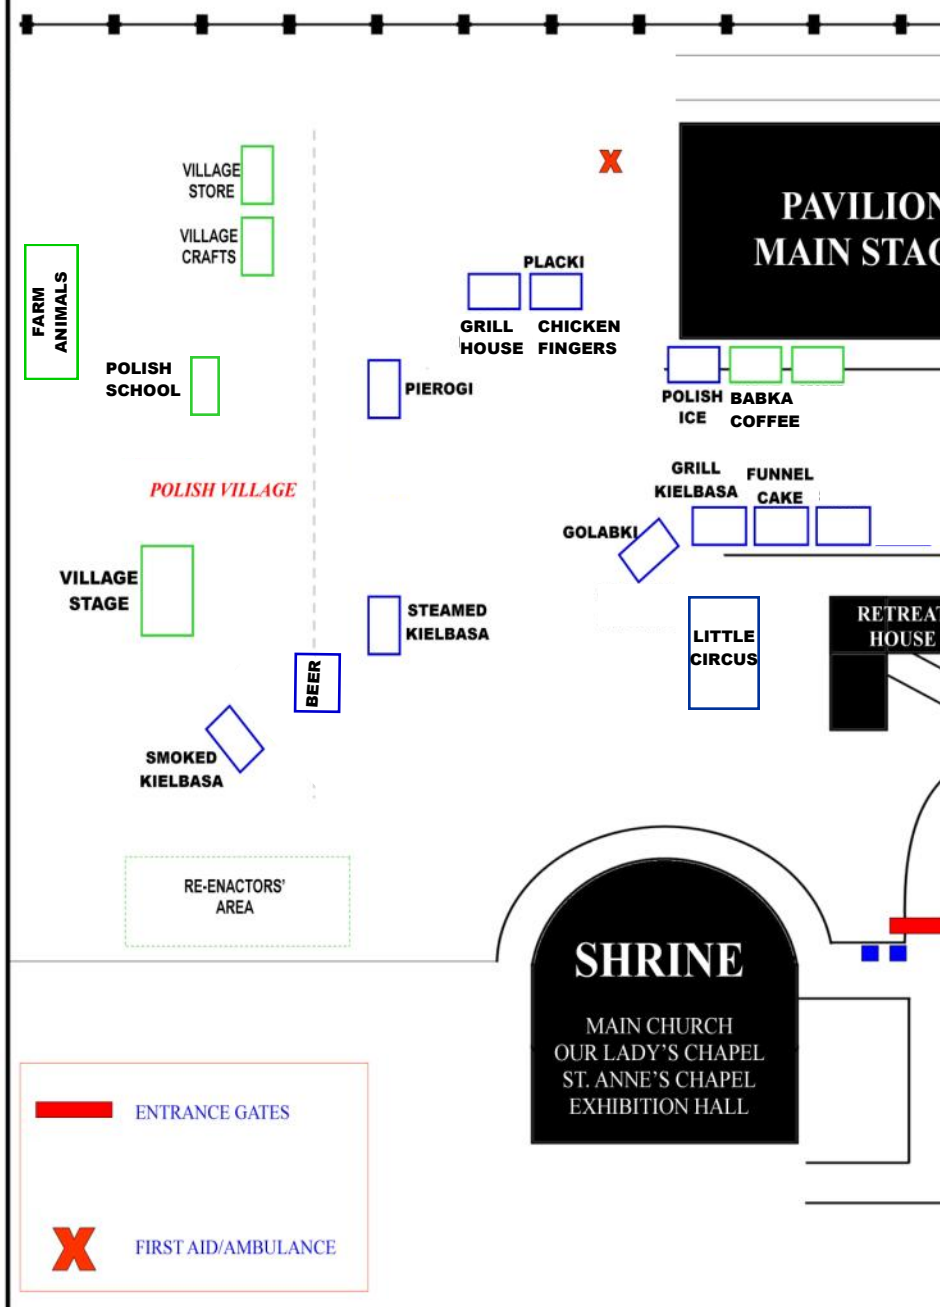 PAVILION
MAIN STAG
VILLAGE
STORE
VILLAGE
CRAFTS
FARM
ANIMALS
PLACKI
GRILL
HOUSE
CHICKEN
FINGERS
POLISH
SCHOOL
PIEROGI
POLISH
ICE
BABKA
COFFEE
POLISH VILLAGE
GRILL
KIELBASA
FUNNEL
CAKE
GOLABKI
VILLAGE
STAGE
STEAMED
KIELBASA
LITTLE
CIRCUS
RETREAT
HOUSE
BEER
SMOKED
KIELBASA
RE-ENACTORS'
AREA
SHRINE
MAIN CHURCH
OUR LADY'S CHAPEL
ST. ANNE'S CHAPEL
EXHIBITION HALL
ENTRANCE GATES
X FIRST AID/AMBULANCE